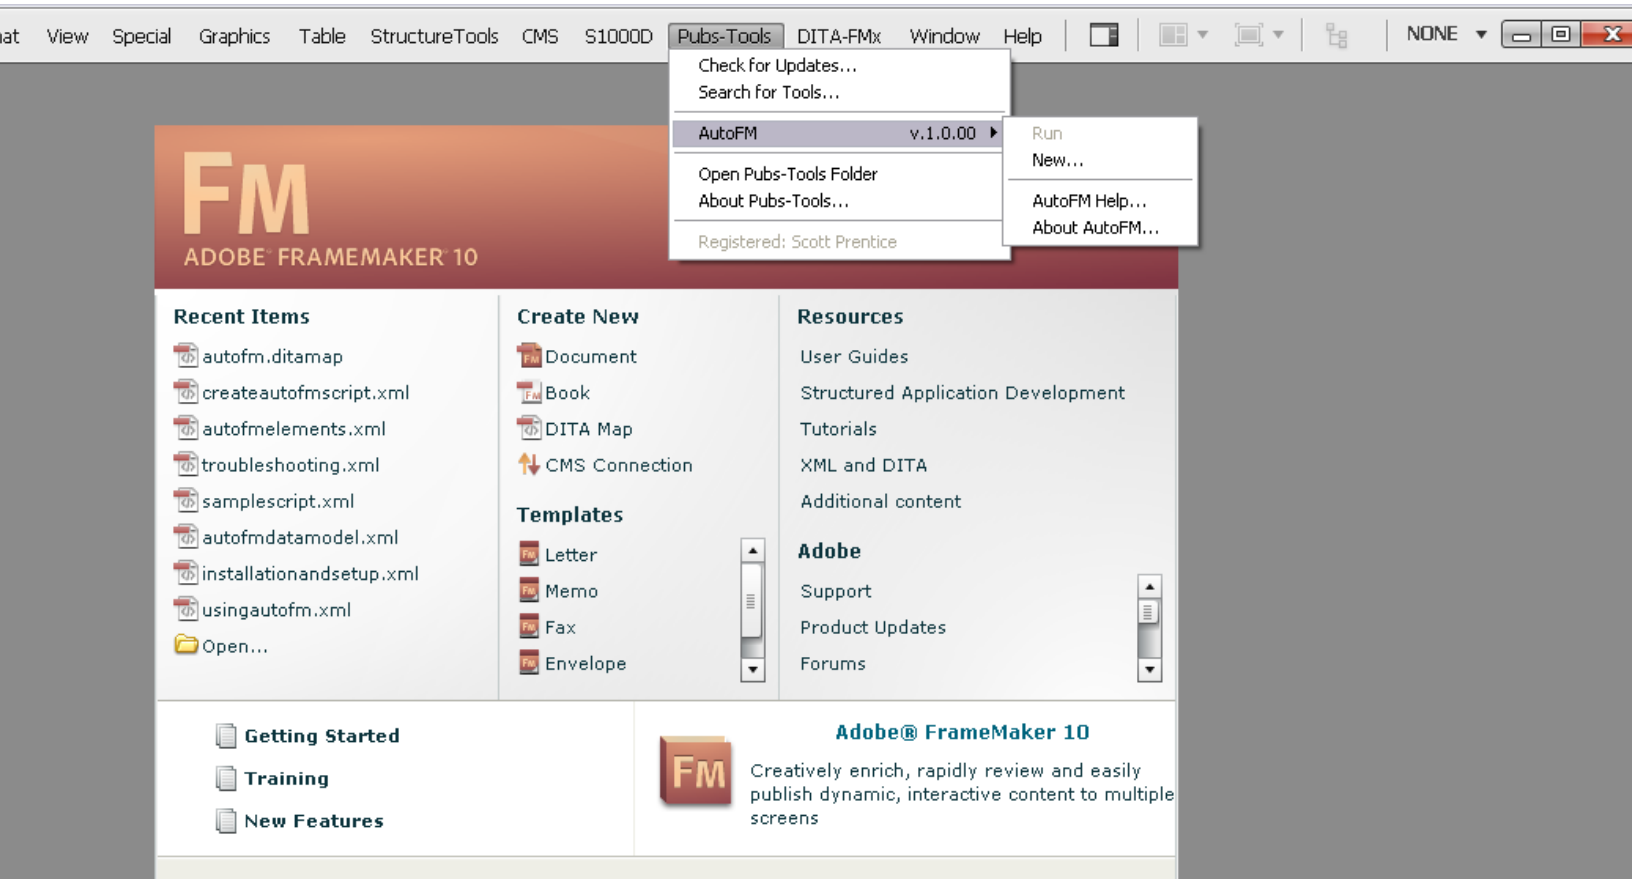 at View Special Graphics Table StructureTools CMS S1000D Pubs-Tools DITA-FMx Window Help NONE
Check for Updates...
Search for Tools...
AutoFM v.1.0.00
Open Pubs-Tools Folder
About Pubs-Tools...
Registered: Scott Prentice
Run
New...
AutoFM Help...
About AutoFM...
FM
ADOBE® FRAMEMAKER® 10
Recent Items
autofm.ditamap
createautofmscript.xml
autofmelements.xml
troubleshooting.xml
samplescript.xml
autofmdatamodel.xml
installationandsetup.xml
usingautofm.xml
Open...
Create New
Document
Book
DITA Map
CMS Connection
Templates
Letter
Memo
Fax
Envelope
Resources
User Guides
Structured Application Development
Tutorials
XML and DITA
Additional content
Adobe
Support
Product Updates
Forums
Getting Started
Training
New Features
FM
Adobe® FrameMaker 10
Creatively enrich, rapidly review and easily
publish dynamic, interactive content to multiple
screens